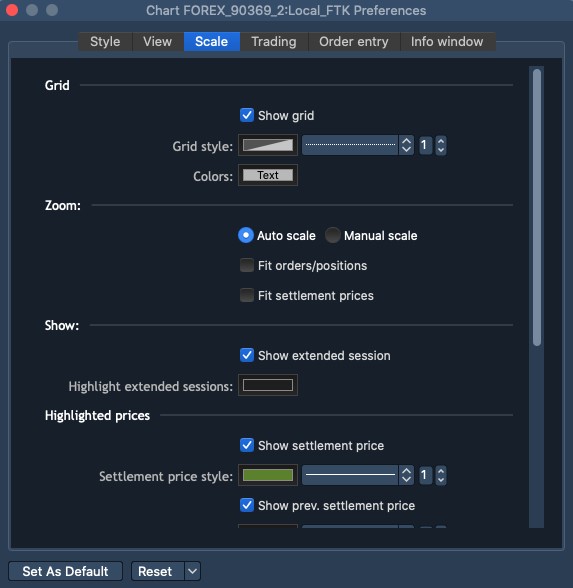 Chart FOREX_90369_2:Local_FTK Preferences
Style View Scale Trading Order entry Info window
Grid
Show grid
Grid style: 1
Colors: Text
Zoom:
Auto scale Manual scale
Fit orders/positions
Fit settlement prices
Show:
Show extended session
Highlight extended sessions:
Highlighted prices
Show settlement price
Settlement price style: 1
Show prev. settlement price
Set As Default Reset